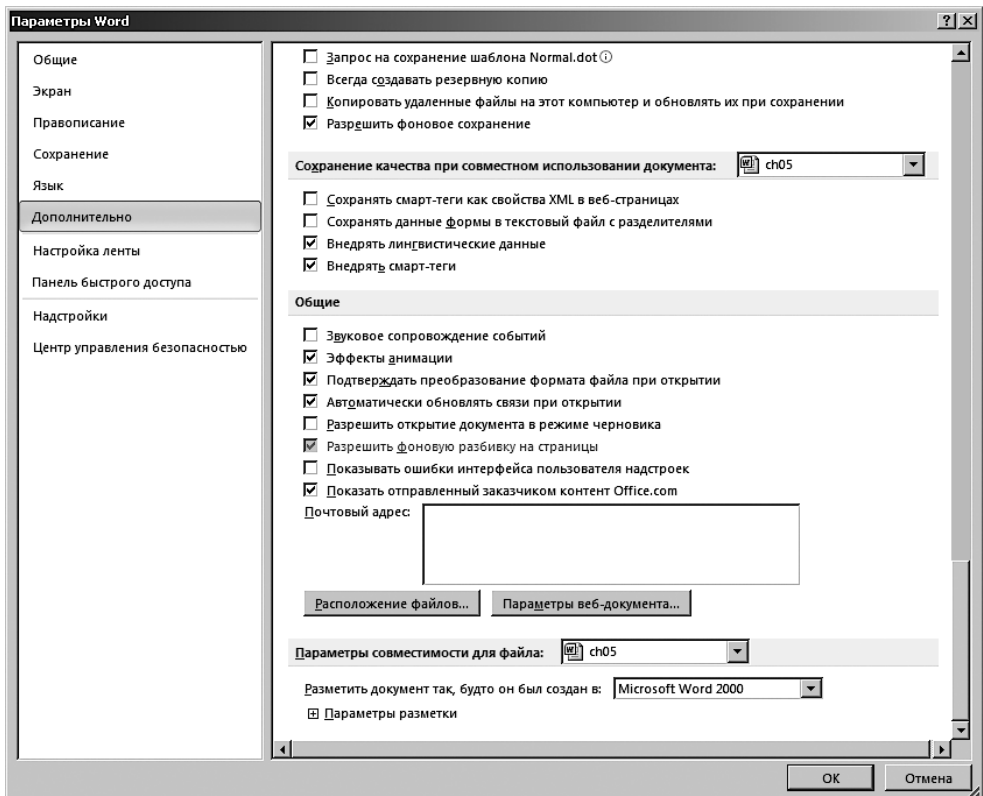 Параметры Word
Общие
Экран
Правописание
Сохранение
Язык
Дополнительно
Настройка ленты
Панель быстрого доступа
Надстройки
Центр управления безопасностью
Запрос на сохранение шаблона Normal.dot
Всегда создавать резервную копию
Копировать удаленные файлы на этот компьютер и обновлять их при сохранении
Разрешить фоновое сохранение
Сохранение качества при совместном использовании документа: ch05
Сохранять смарт-теги как свойства XML в веб-страницах
Сохранять данные формы в текстовый файл с разделителями
Внедрять лингвистические данные
Внедрять смарт-теги
Общие
Звуковое сопровождение событий
Эффекты анимации
Подтверждать преобразование формата файла при открытии
Автоматически обновлять связи при открытии
Разрешить открытие документа в режиме черновика
Разрешить фоновую разбивку на страницы
Показывать ошибки интерфейса пользователя надстроек
Показать отправленный заказчиком контент Office.com
Почтовый адрес:
Расположение файлов... Параметры веб-документа...
Параметры совместимости для файла: ch05
Разметить документ так, будто он был создан в: Microsoft Word 2000
Параметры разметки
ОК Отмена